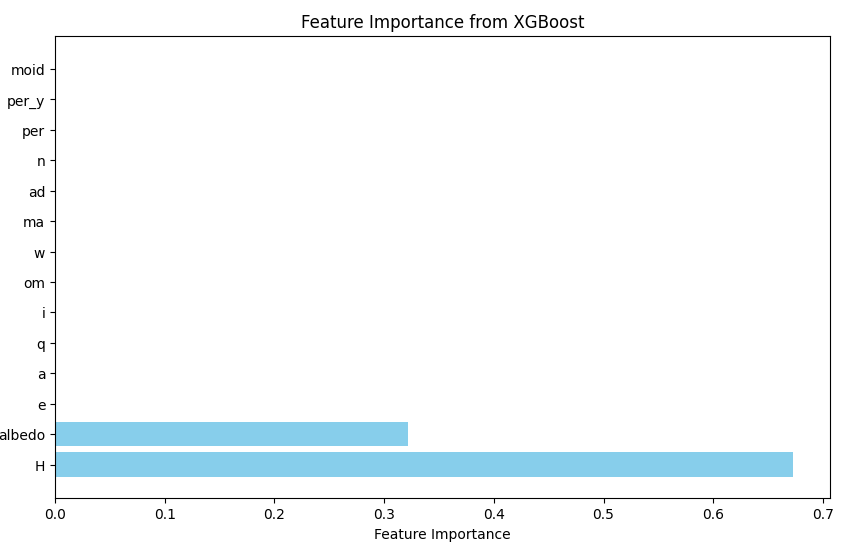 Feature Importance from XGBoost
moid
per_y
per
n
ad
ma
w
om
i
q
a
e
albedo
H
0.0 0.1 0.2 0.3 0.4 0.5 0.6 0.7
Feature Importance